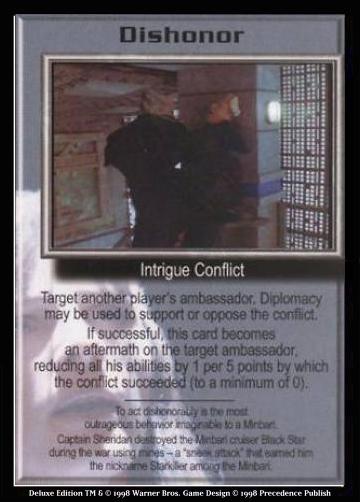 Dishonor
Intrigue Conflict
Target another player's ambassador. Diplomacy
may be used to support or oppose the conflict.
If successful, this card becomes
an aftermath on the target ambassador,
reducing all his abilities by 1 per 5 points by which
the conflict succeeded (to a minimum of 0).
To act dishonorably is the most
outrageous behavior imaginable to a Minbari.
Captain Sheridan destroyed the Minbari cruiser Black Star
during the war using mines – a "sneak attack" that earned him
the nickname Starkiller among the Minbari.
Deluxe Edition TM & © 1998 Warner Bros. Game Design © 1998 Precedence Publish